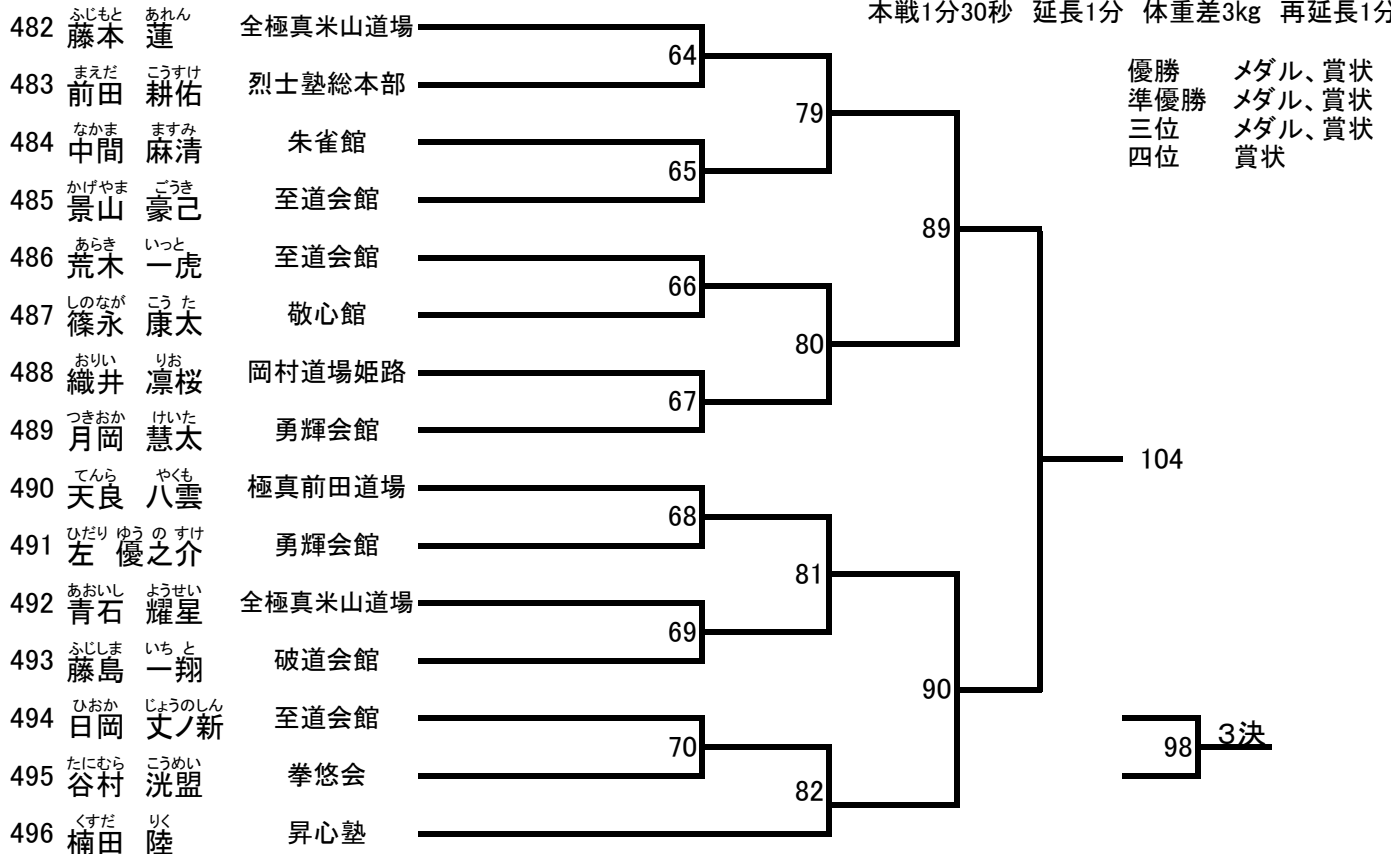 本戦1分30秒 延長1分 体重差3kg 再延長1分
優勝 メダル、賞状
準優勝 メダル、賞状
三位 メダル、賞状
四位 賞状
ふじもと あれん
482 藤本 蓮 全極真米山道場
まえだ こうすけ
483 前田 耕佑 烈士塾総本部
なかま ますみ
484 中間 麻清 朱雀館
かげやま ごうき
485 景山 豪己 至道会館
あらき いっと
486 荒木 一虎 至道会館
しのなが こう た
487 篠永 康太 敬心館
おりい りお
488 織井 凛桜 岡村道場姫路
つきおか けいた
489 月岡 慧太 勇輝会館
てんら やくも
490 天良 八雲 極真前田道場
ひだり ゆう の すけ
491 左 優之介 勇輝会館
あおいし ようせい
492 青石 耀星 全極真米山道場
ふじしま いち と
493 藤島 一翔 破道会館
ひおか じょうのしん
494 日岡 丈ノ新 至道会館
たにむら こうめい
495 谷村 洸盟 拳悠会
くすだ りく
496 楠田 陸 昇心塾
64
65
66
67
68
69
70
79
80
81
82
89
90
104
98 3決